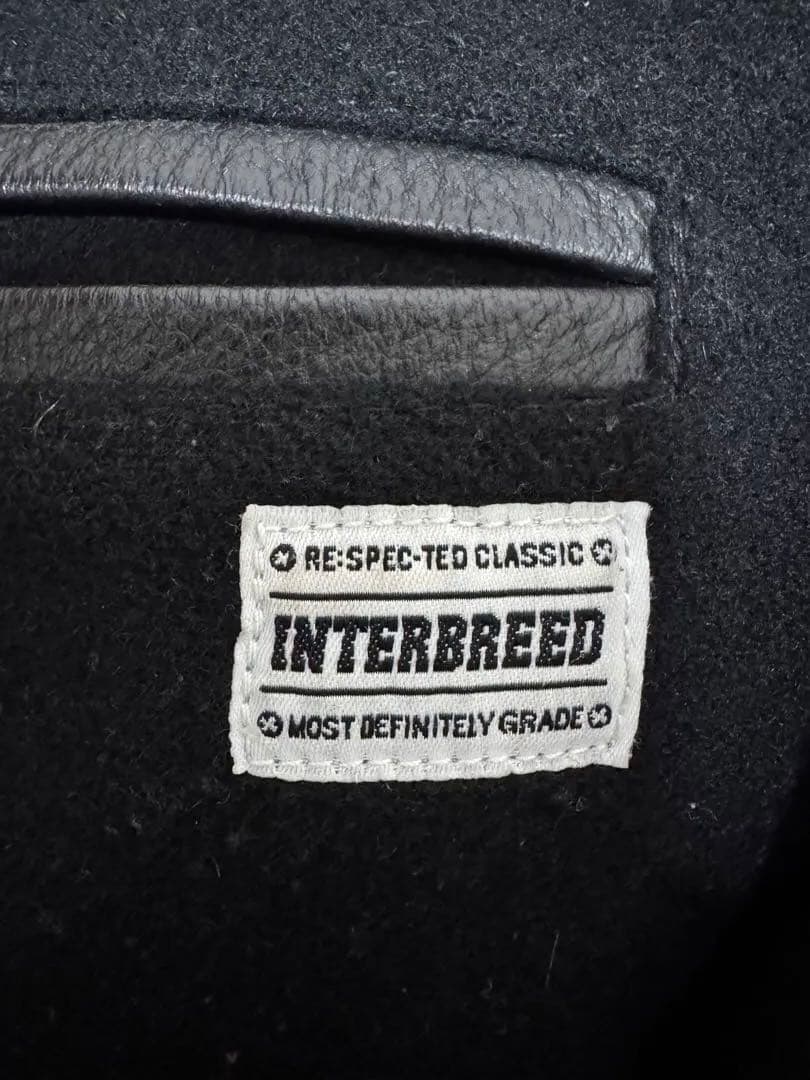 RE:SPEC-TED CLASSIC
INTERBREED
MOST DEFINITELY GRADE